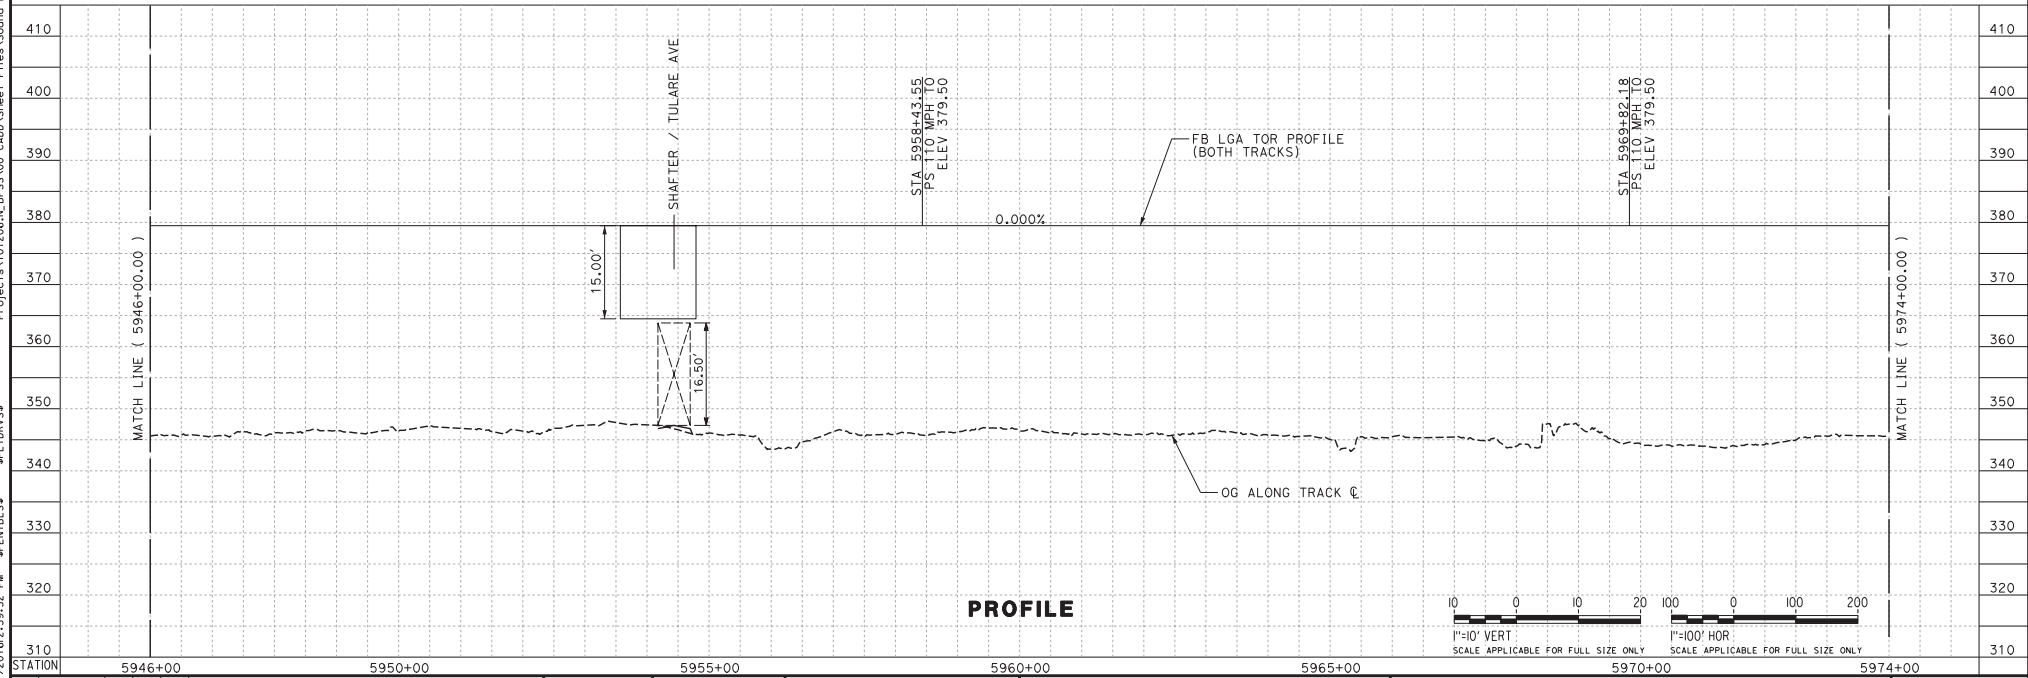 410
400
390
380
370
360
350
340
330
320
310
MATCH LINE ( 5946+00.00 )
SHAFTER / TULARE AVE
15.00'
16.50'
STA 5958+43.55
PS 110 MPH TO
ELEV 379.50
0.000%
FB LGA TOR PROFILE
(BOTH TRACKS)
STA 5969+82.18
PS 110 MPH TO
ELEV 379.50
OG ALONG TRACK ℄
MATCH LINE ( 5974+00.00 )
410
400
390
380
370
360
350
340
330
320
310
PROFILE
10 0 10 20
1"=10' VERT
SCALE APPLICABLE FOR FULL SIZE ONLY
100 0 100 200
1"=100' HOR
SCALE APPLICABLE FOR FULL SIZE ONLY
STATION 5946+00 5950+00 5955+00 5960+00 5965+00 5970+00 5974+00